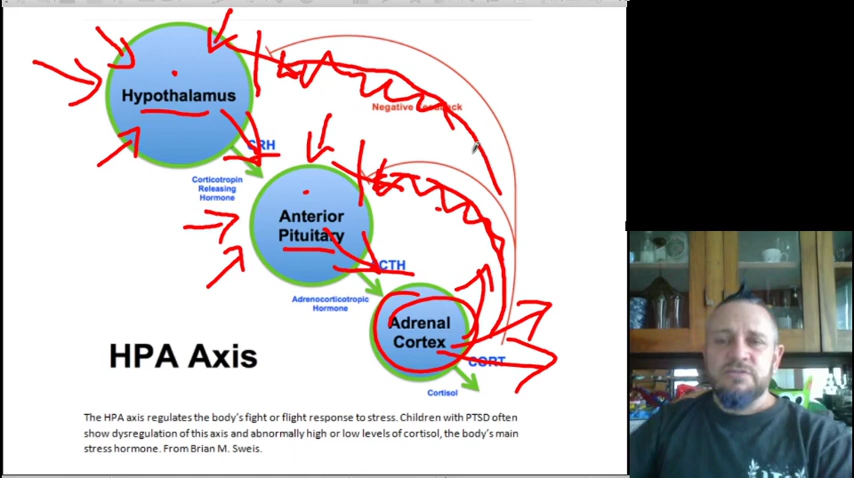 Hypothalamus
Negative Feedback
CRH
Corticotropin
Releasing
Hormone
Anterior
Pituitary
CTH
Adrenocorticotropic
Hormone
Adrenal
Cortex
HPA Axis
CORT
Cortisol
The HPA axis regulates the body's fight or flight response to stress. Children with PTSD often
show dysregulation of this axis and abnormally high or low levels of cortisol, the body's main
stress hormone. From Brian M. Sweis.